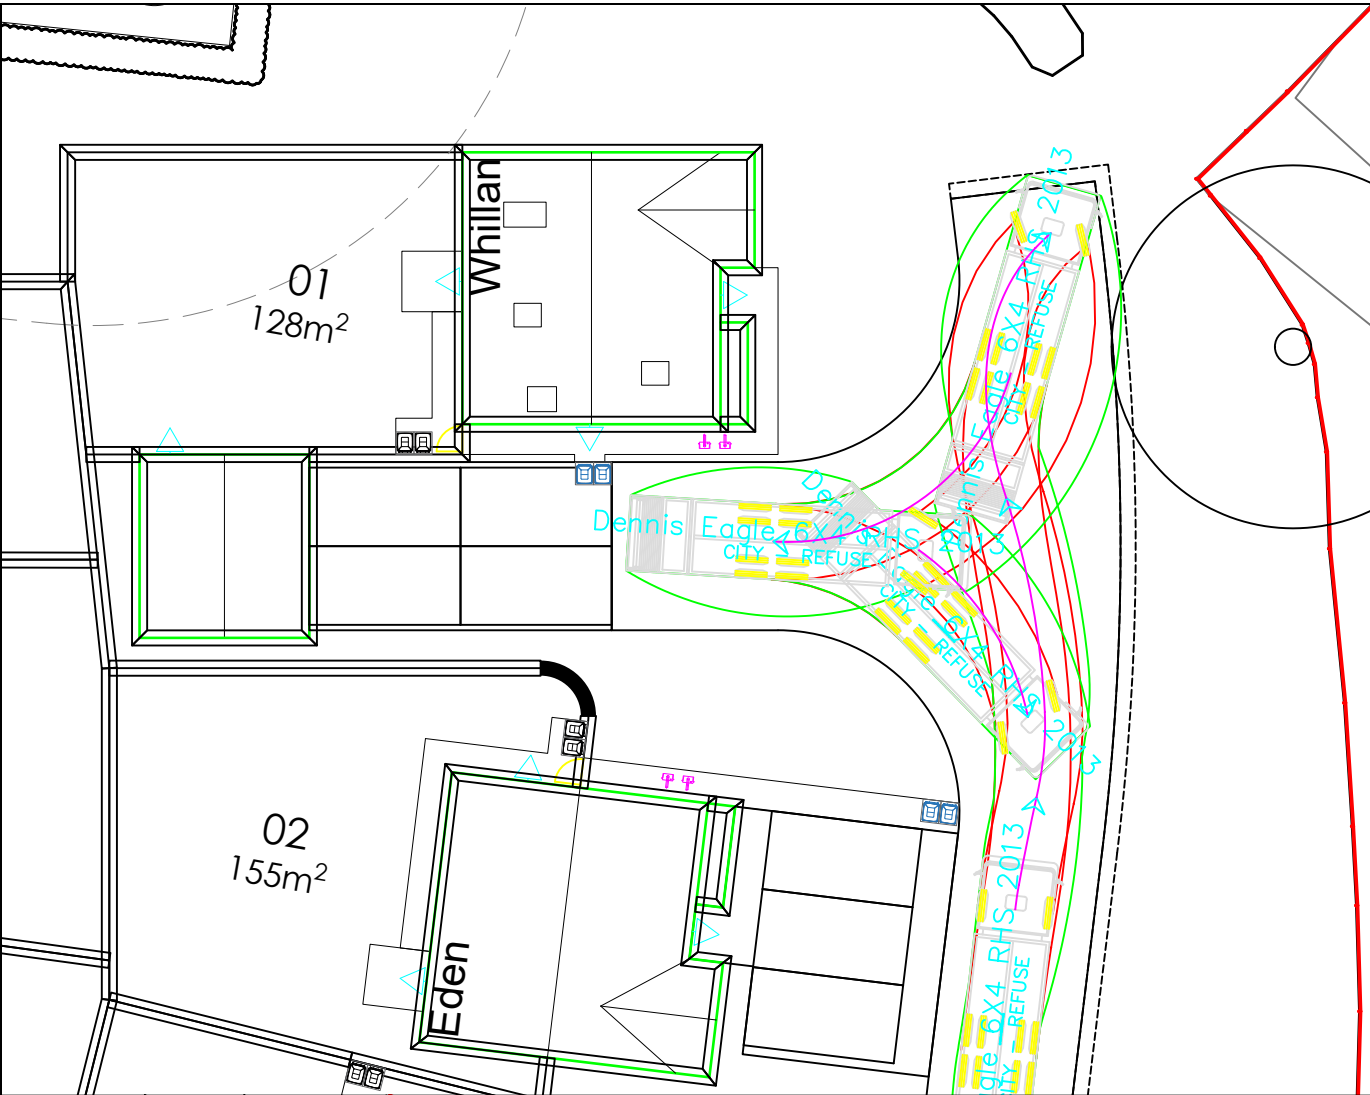 Whillan
01
128m²
Dennis Eagle 6X4 RHS 2013
CITY - REFUSE
Dennis Eagle 6X4 RHS 2013
CITY - REFUSE
Dennis Eagle 6X4 RHS 2013
CITY - REFUSE
02
155m²
Eden
agle 6X4 RHS 2013
CITY - REFUSE